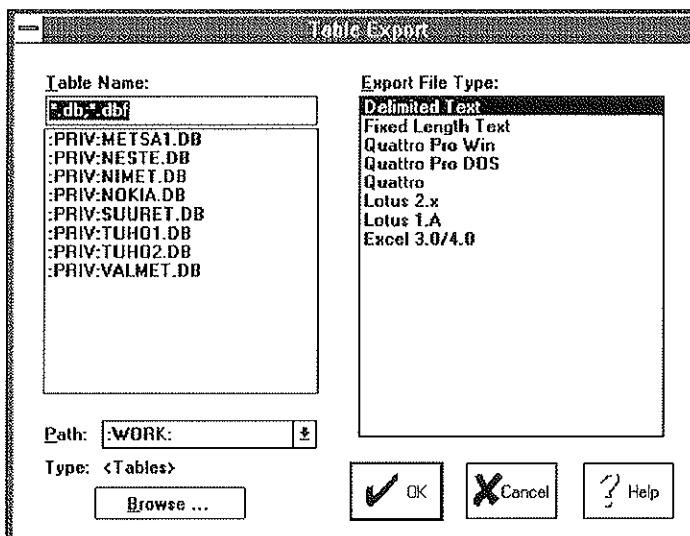 Table Export
Table Name:
*.db;*.dbf
:PRIV:METSA1.DB
:PRIV:NESTE.DB
:PRIV:NIMET.DB
:PRIV:NOKIA.DB
:PRIV:SUURET.DB
:PRIV:TUHO1.DB
:PRIV:TUHO2.DB
:PRIV:VALMET.DB
Path: :WORK:
Type: <Tables>
Browse ...
Export File Type:
Delimited Text
Fixed Length Text
Quattro Pro Win
Quattro Pro DOS
Quattro
Lotus 2.x
Lotus 1.A
Excel 3.0/4.0
OK
Cancel
? Help